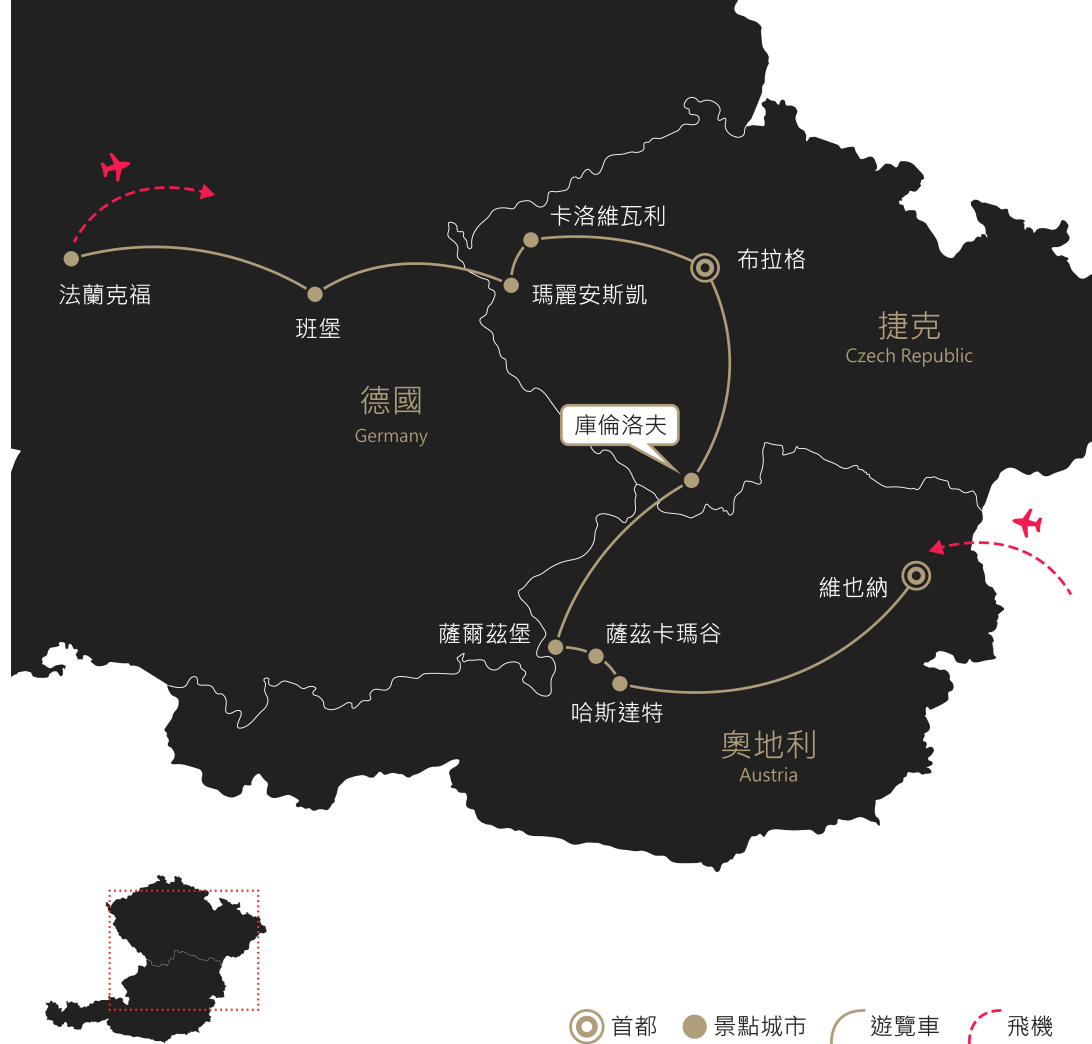 卡洛維瓦利
布拉格
法蘭克福
瑪麗安斯凱
班堡
捷克
Czech Republic
德國
Germany
庫倫洛夫
維也納
薩爾茲堡
薩茲卡瑪谷
哈斯達特
奧地利
Austria
首都
景點城市
遊覽車
飛機